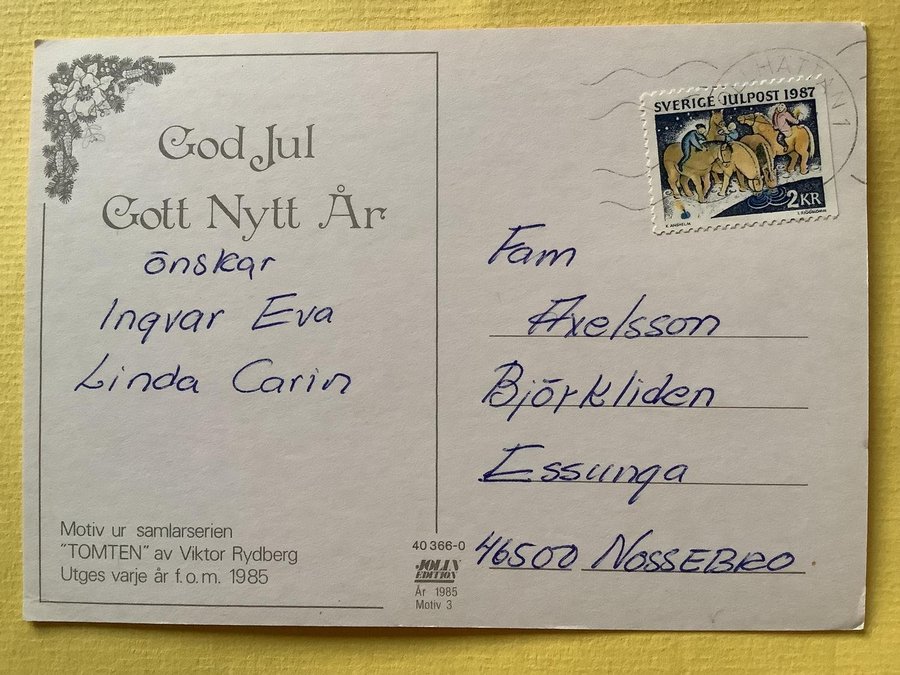 God Jul
Gott Nytt År
önskar
Ingvar Eva
Linda Carin
Motiv ur samlarserien
"TOMTEN" av Viktor Rydberg
Utges varje år f.o.m. 1985
40 366-0
JOLIN
EDITION
År 1985
Motiv 3
SVERIGE JULPOST 1987
2KR
K. ANSHELM
Fam
Axelsson
Björkliden
Essunga
46500 NOSSEBRO